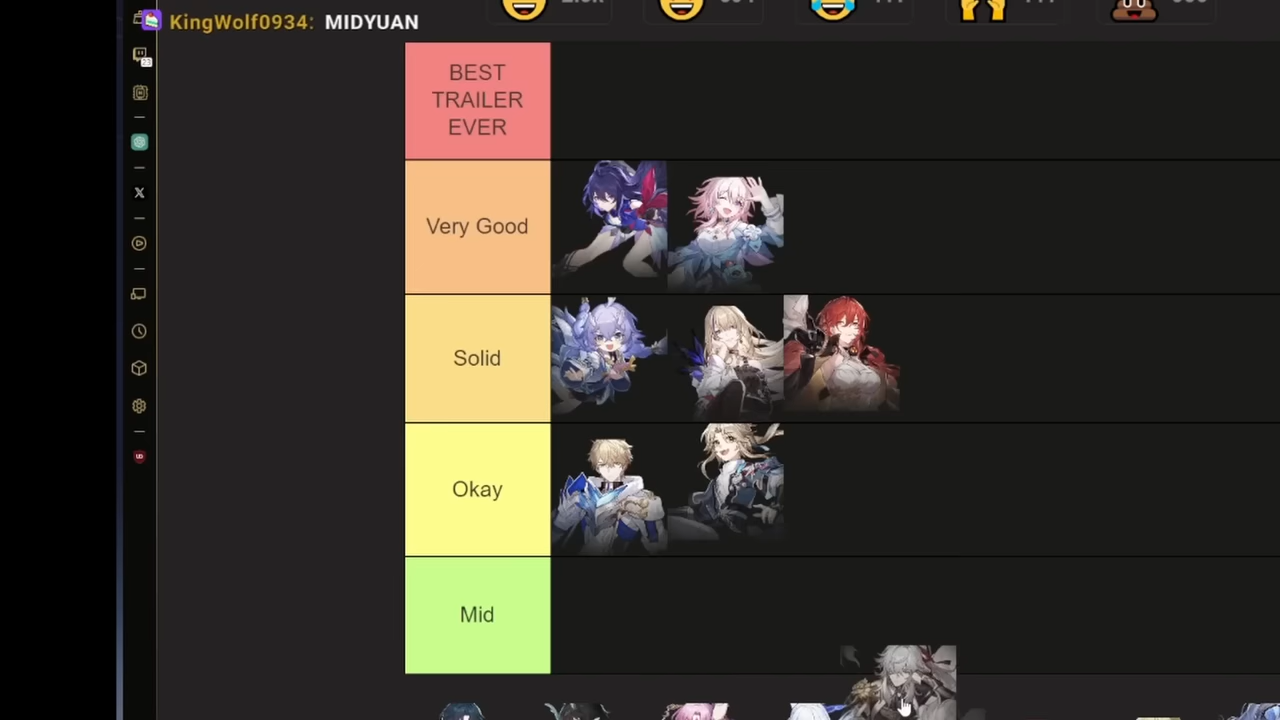 KingWolf0934: MIDYUAN
BEST
TRAILER
EVER
Very Good
Solid
Okay
Mid